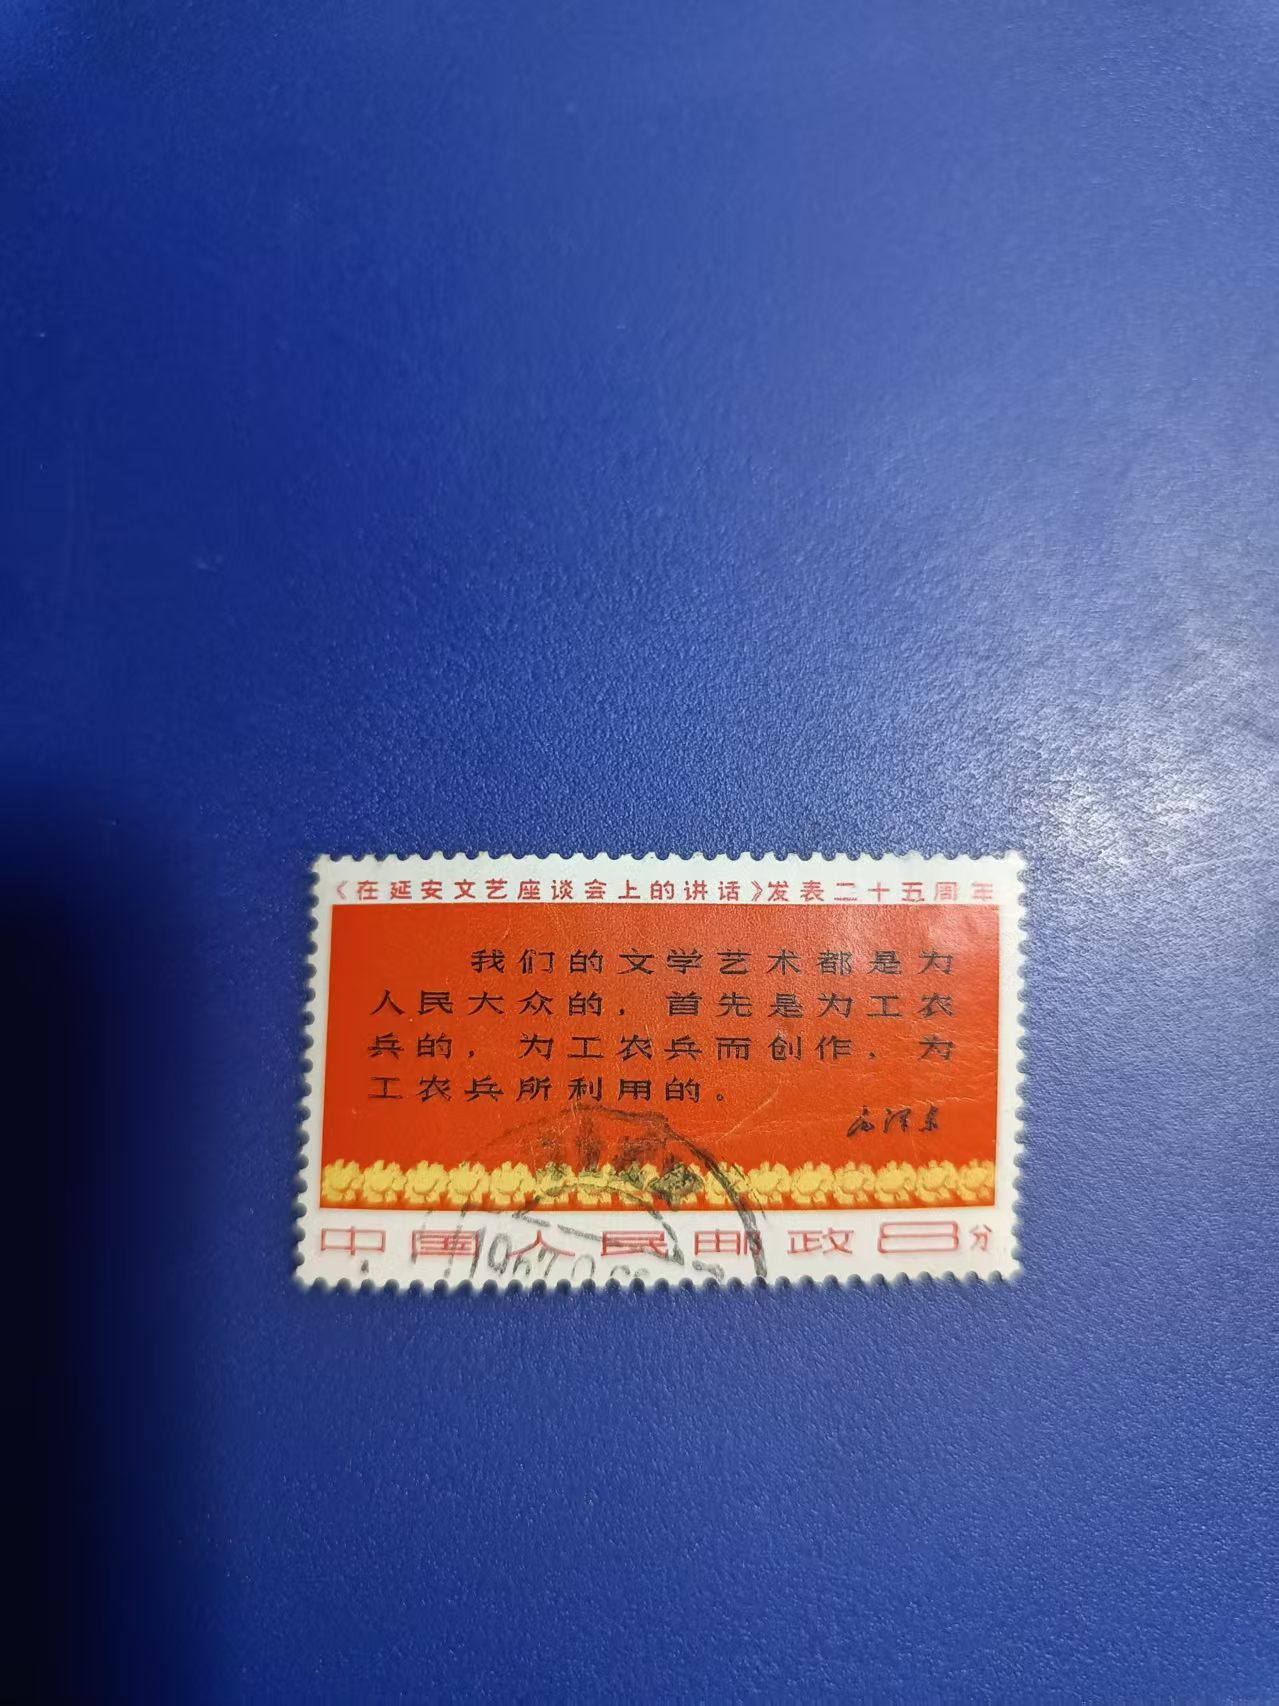 《在延安文艺座谈会上的讲话》发表二十五周年
我们的文学艺术都是为
人民大众的，首先是为工农
兵的，为工农兵而创作，为
工农兵所利用的。
毛泽东
中国人民邮政 8分
1967.9